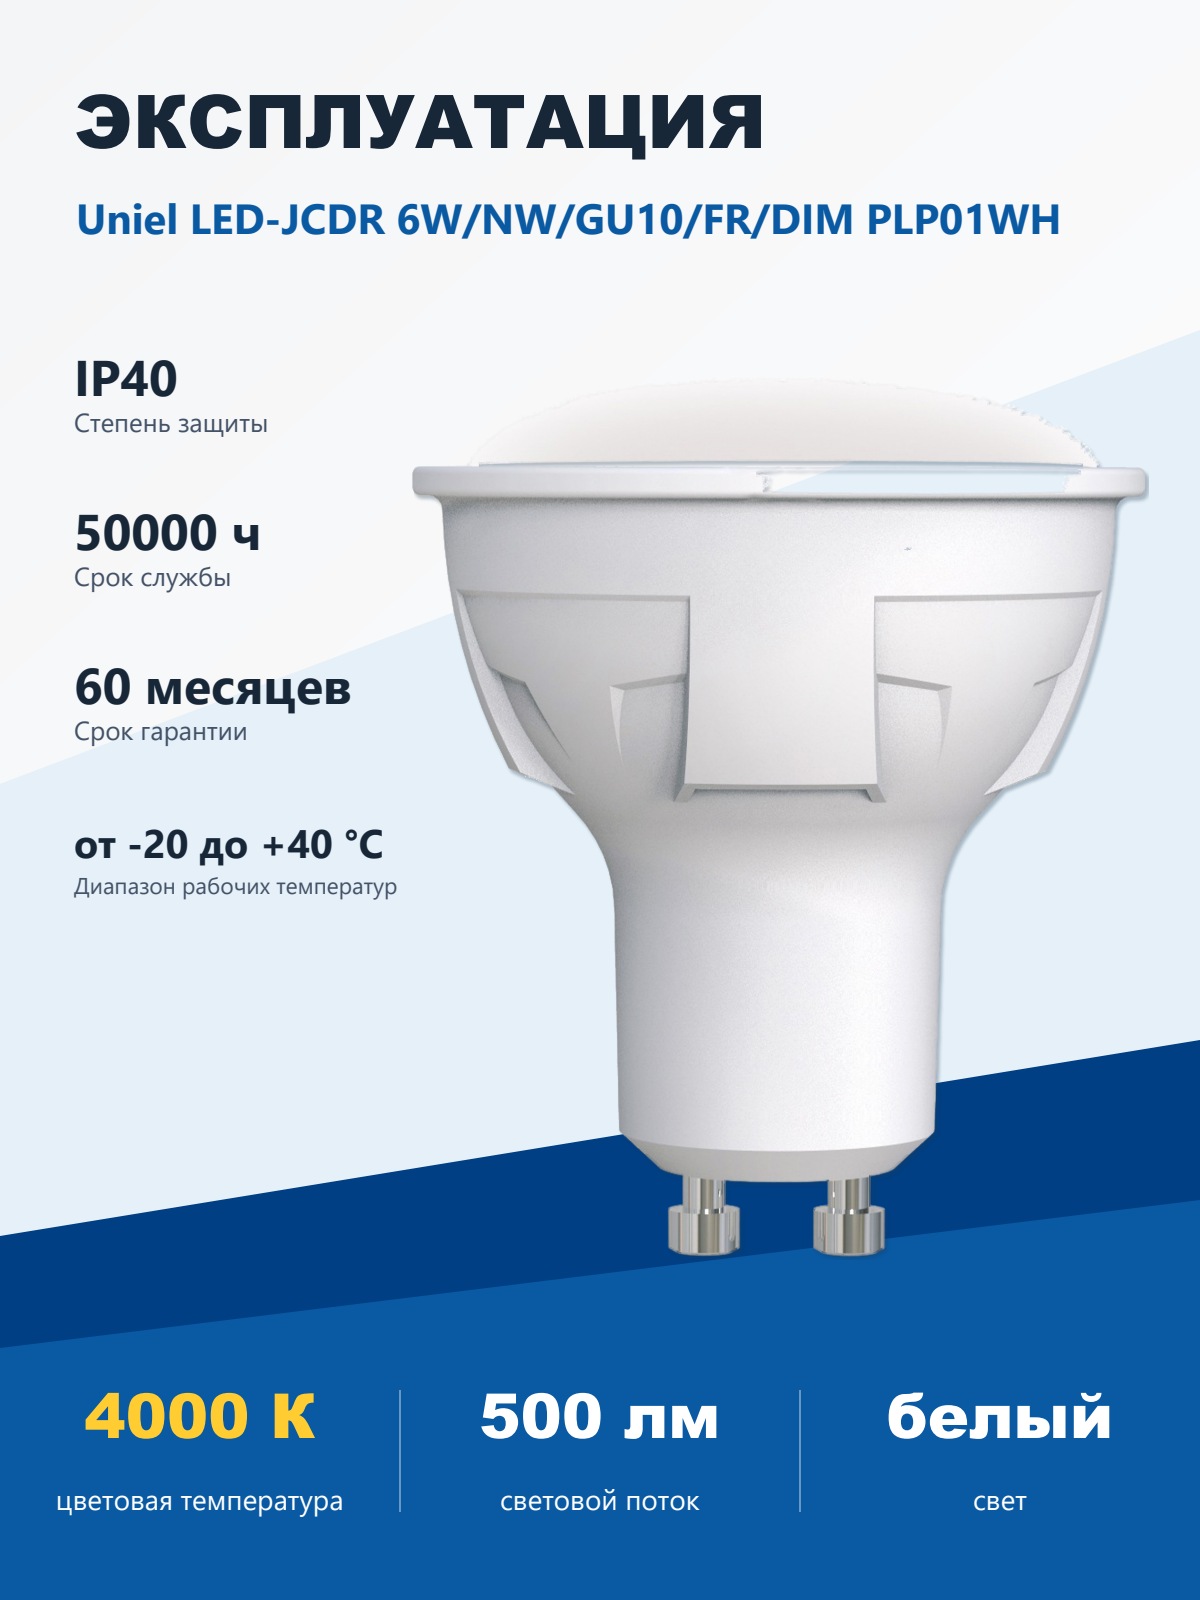 ЭКСПЛУАТАЦИЯ
Uniel LED-JCDR 6W/NW/GU10/FR/DIM PLP01WH
IP40
Степень защиты
50000 ч
Срок службы
60 месяцев
Срок гарантии
от -20 до +40 °C
Диапазон рабочих температур
4000 К
цветовая температура
500 лм
световой поток
белый
свет